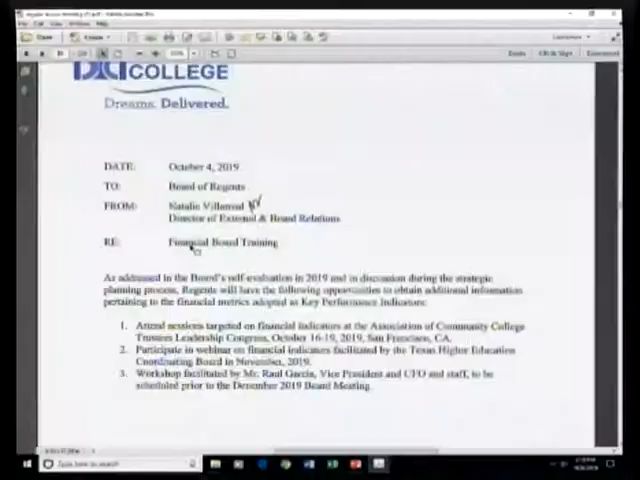 COLLEGE
Dreams. Delivered.
DATE: October 4, 2019
TO: Board of Regents
FROM: Natalie Villarreal
Director of External & Board Relations
RE: Financial Board Training
As addressed in the Board's self-evaluation in 2019 and in discussion during the strategic
planning process, Regents will have the following opportunities to obtain additional information
pertaining to the financial metrics adopted as Key Performance Indicators:
1. Attend sessions targeted on financial indicators at the Association of Community College
Trustees Leadership Congress, October 16-19, 2019, San Francisco, CA.
2. Participate in webinar on financial indicators facilitated by the Texas Higher Education
Coordinating Board in November, 2019.
3. Workshop facilitated by Mr. Raul Garcia, Vice President and CFO and staff, to be
scheduled prior to the December 2019 Board Meeting.
Type here to search